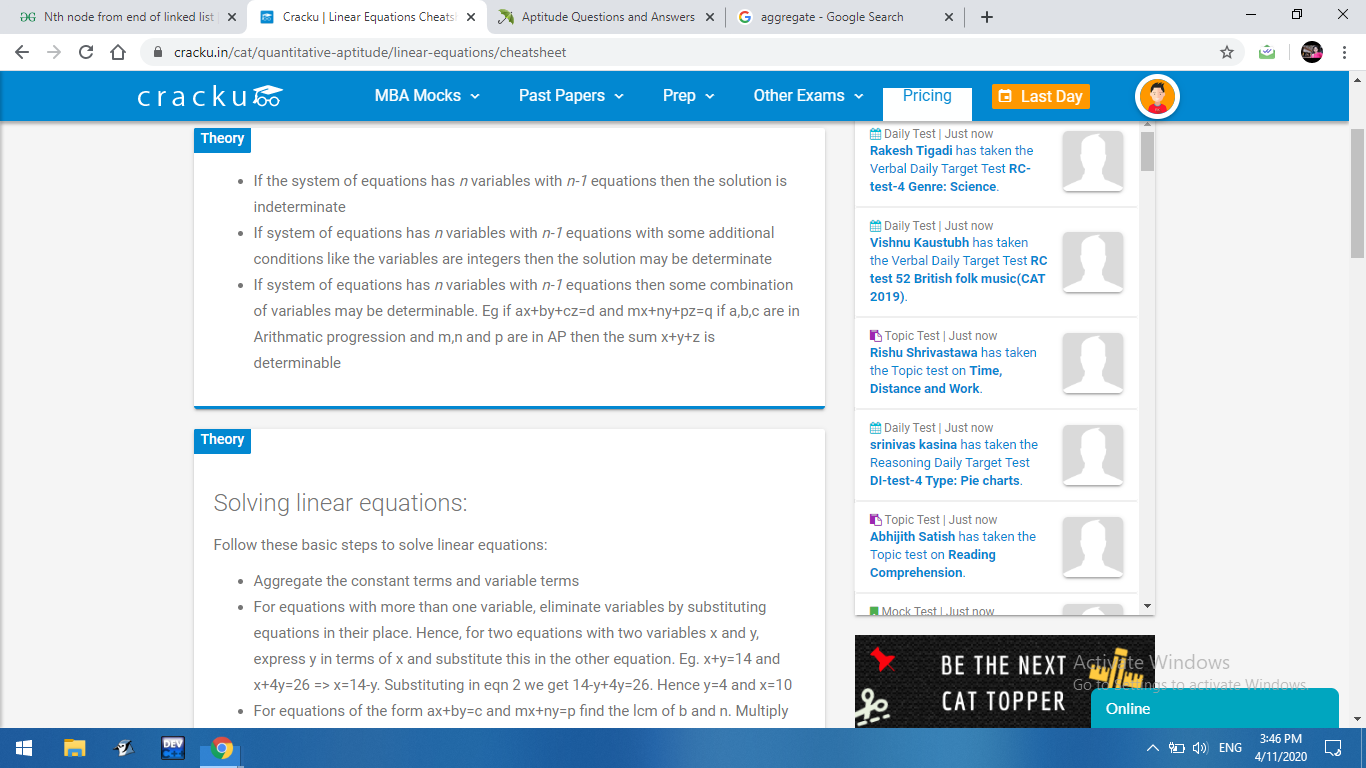 Nth node from end of linked list
Cracku | Linear Equations Cheatsh
Aptitude Questions and Answers
aggregate - Google Search
cracku.in/cat/quantitative-aptitude/linear-equations/cheatsheet
cracku
MBA Mocks
Past Papers
Prep
Other Exams
Pricing
Last Day
Theory
If the system of equations has n variables with n-1 equations then the solution is
indeterminate
If system of equations has n variables with n-1 equations with some additional
conditions like the variables are integers then the solution may be determinate
If system of equations has n variables with n-1 equations then some combination
of variables may be determinable. Eg if ax+by+cz=d and mx+ny+pz=q if a,b,c are in
Arithmatic progression and m,n and p are in AP then the sum x+y+z is
determinable
Theory
Solving linear equations:
Follow these basic steps to solve linear equations:
Aggregate the constant terms and variable terms
For equations with more than one variable, eliminate variables by substituting
equations in their place. Hence, for two equations with two variables x and y,
express y in terms of x and substitute this in the other equation. Eg. x+y=14 and
x+4y=26 => x=14-y. Substituting in eqn 2 we get 14-y+4y=26. Hence y=4 and x=10
For equations of the form ax+by=c and mx+ny=p find the lcm of b and n. Multiply
Daily Test | Just now
Rakesh Tigadi has taken the
Verbal Daily Target Test RC-
test-4 Genre: Science.
Daily Test | Just now
Vishnu Kaustubh has taken
the Verbal Daily Target Test RC
test 52 British folk music(CAT
2019).
Topic Test | Just now
Rishu Shrivastawa has taken
the Topic test on Time,
Distance and Work.
Daily Test | Just now
srinivas kasina has taken the
Reasoning Daily Target Test
DI-test-4 Type: Pie charts.
Topic Test | Just now
Abhijith Satish has taken the
Topic test on Reading
Comprehension.
Mock Test | Just now
BE THE NEXT
CAT TOPPER
Activate Windows
Go to Settings to activate Windows.
Online
DEV
ENG
3:46 PM
4/11/2020